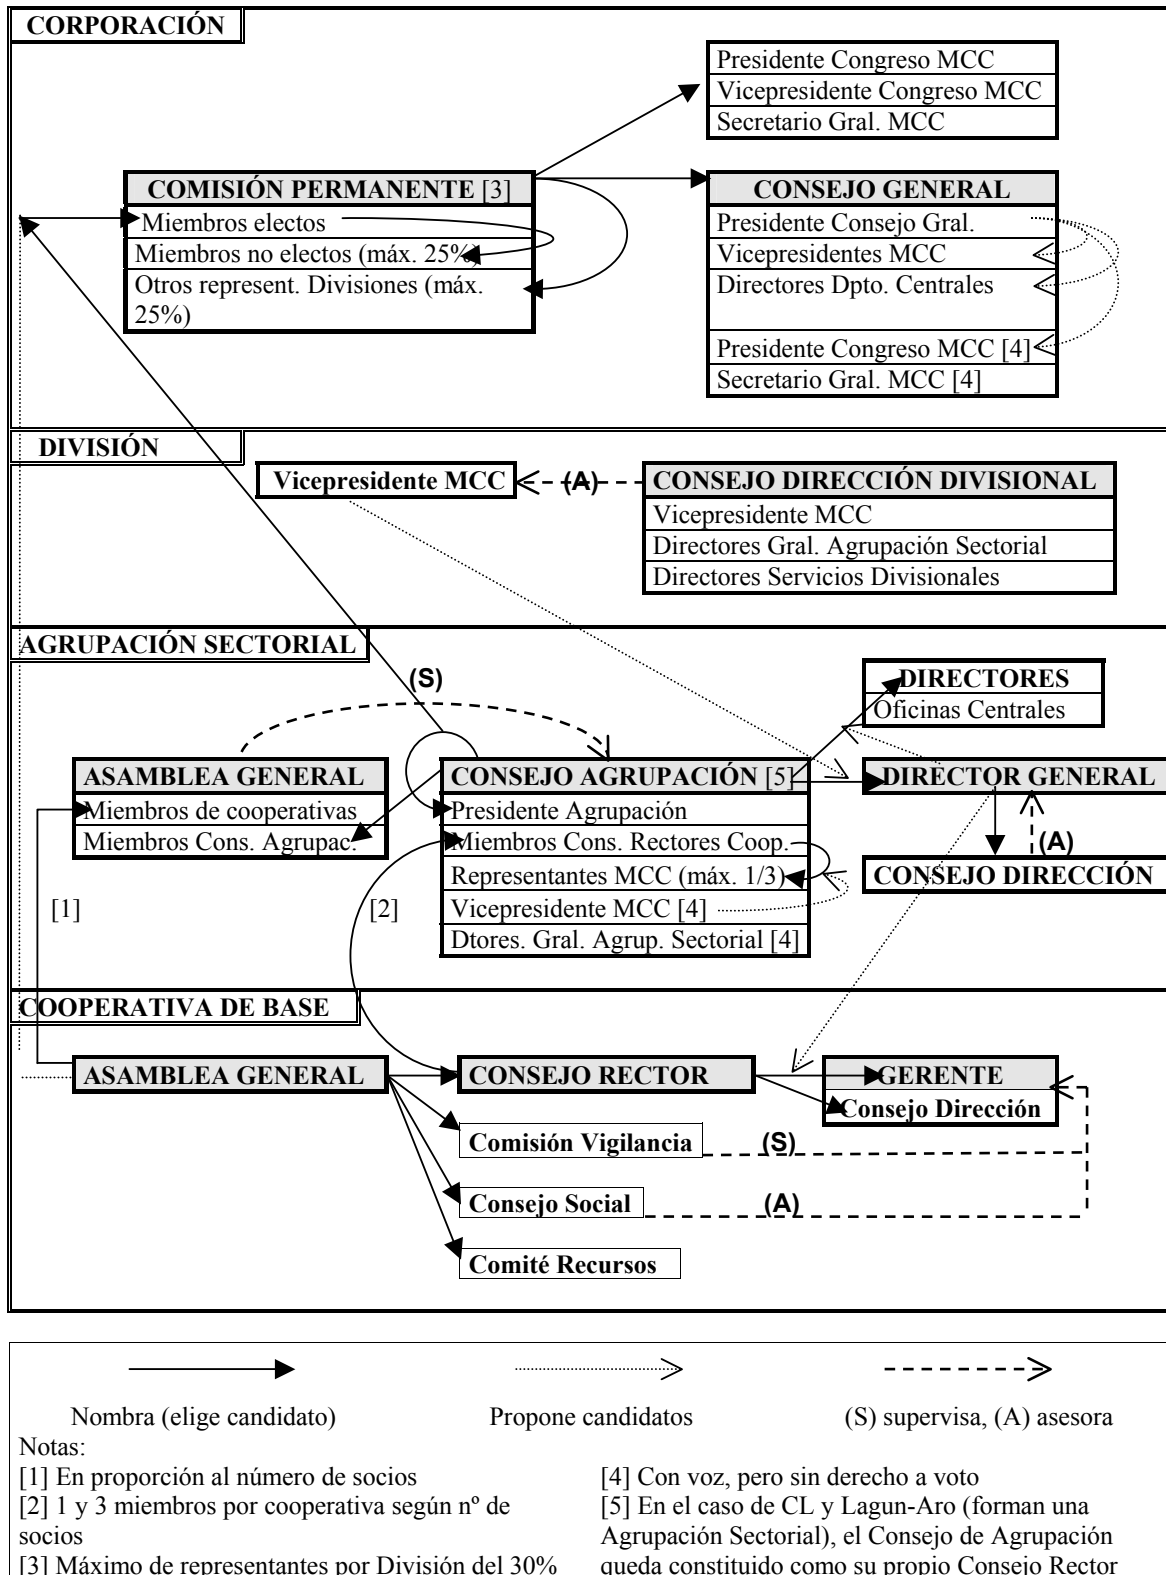 CORPORACIÓN
Presidente Congreso MCC
Vicepresidente Congreso MCC
Secretario Gral. MCC
COMISIÓN PERMANENTE [3]
Miembros electos
Miembros no electos (máx. 25%)
Otros represent. Divisiones (máx.
25%)
CONSEJO GENERAL
Presidente Consejo Gral.
Vicepresidentes MCC
Directores Dpto. Centrales
Presidente Congreso MCC [4]
Secretario Gral. MCC [4]
DIVISIÓN
Vicepresidente MCC
(A)
CONSEJO DIRECCIÓN DIVISIONAL
Vicepresidente MCC
Directores Gral. Agrupación Sectorial
Directores Servicios Divisionales
AGRUPACIÓN SECTORIAL
(S)
DIRECTORES
Oficinas Centrales
ASAMBLEA GENERAL
Miembros de cooperativas
Miembros Cons. Agrupac.
CONSEJO AGRUPACIÓN [5]
Presidente Agrupación
Miembros Cons. Rectores Coop.
Representantes MCC (máx. 1/3)
Vicepresidente MCC [4]
Dtores. Gral. Agrup. Sectorial [4]
DIRECTOR GENERAL
(A)
CONSEJO DIRECCIÓN
[1]
[2]
COOPERATIVA DE BASE
ASAMBLEA GENERAL
CONSEJO RECTOR
GERENTE
Consejo Dirección
Comisión Vigilancia
(S)
Consejo Social
(A)
Comité Recursos
Nombra (elige candidato)
Propone candidatos
(S) supervisa, (A) asesora
Notas:
[1] En proporción al número de socios
[2] 1 y 3 miembros por cooperativa según nº de
socios
[3] Máximo de representantes por División del 30%
[4] Con voz, pero sin derecho a voto
[5] En el caso de CL y Lagun-Aro (forman una
Agrupación Sectorial), el Consejo de Agrupación
queda constituido como su propio Consejo Rector